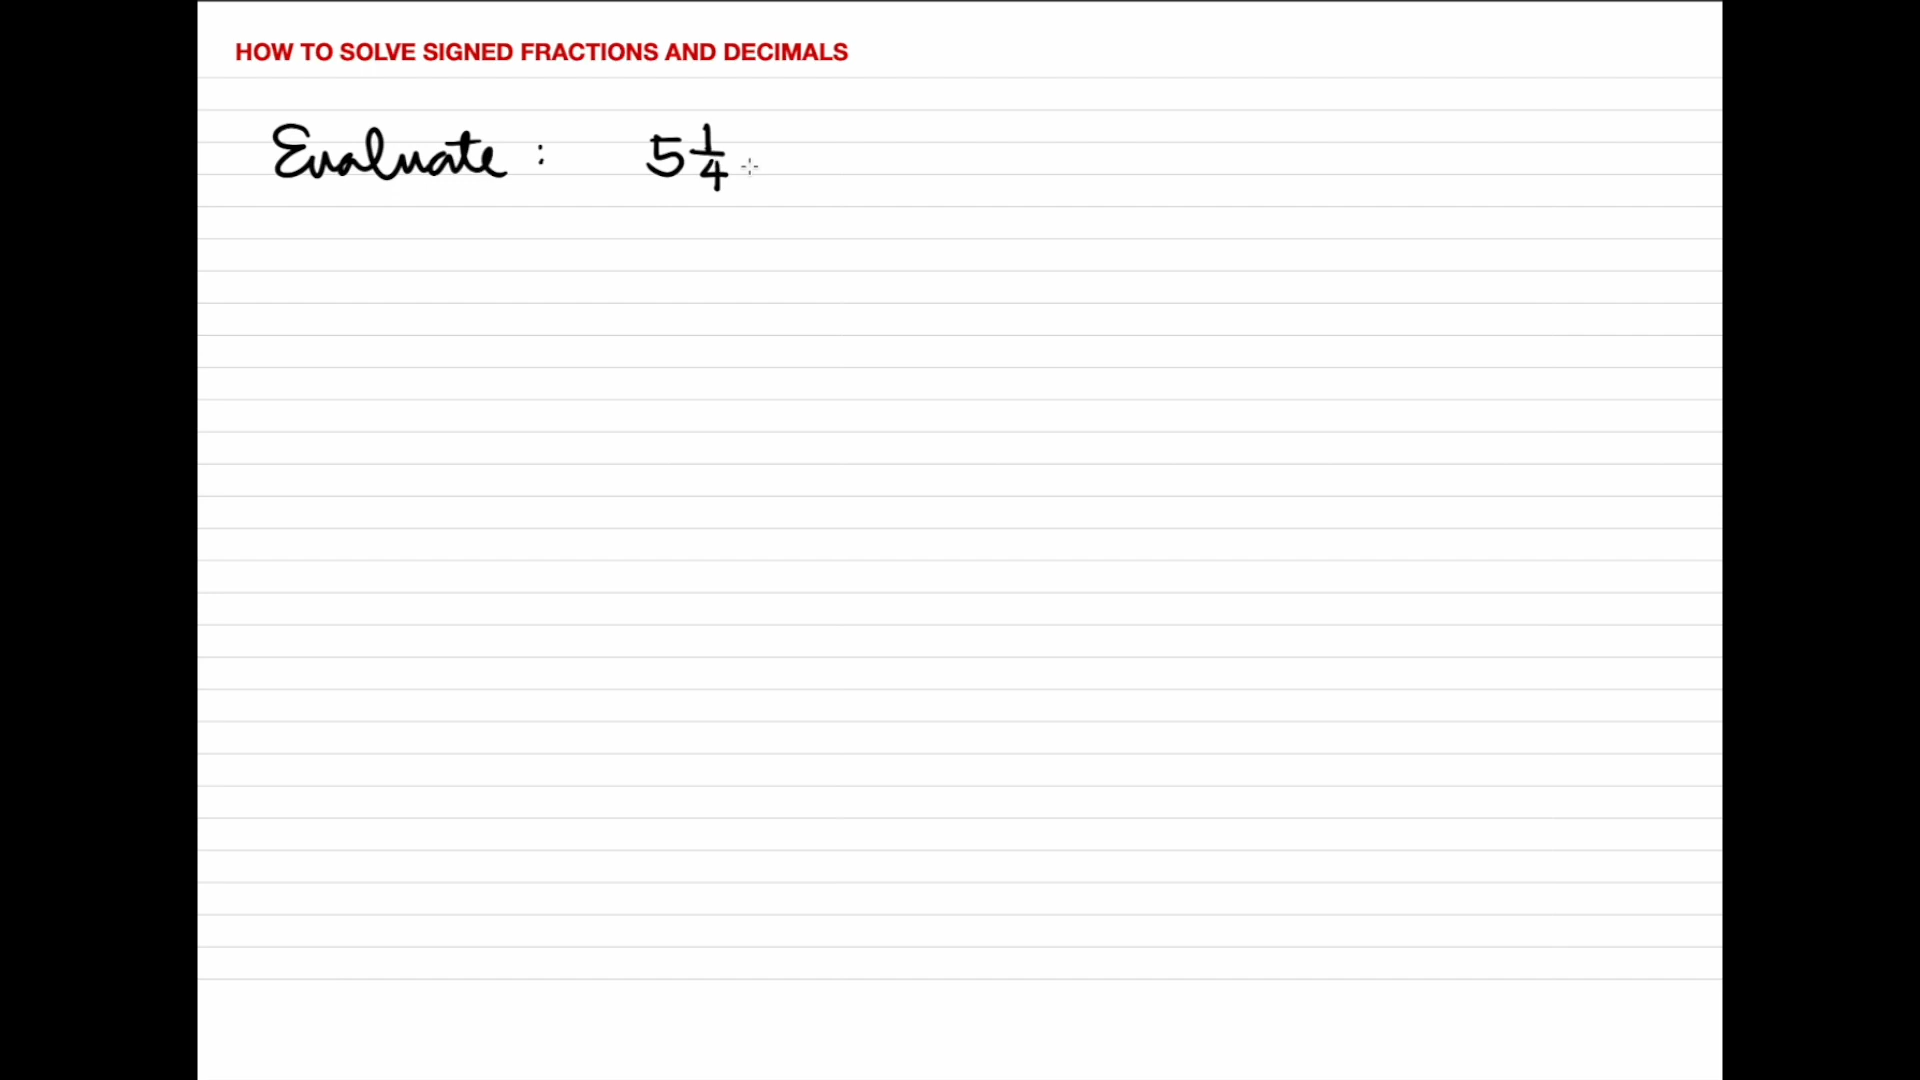 HOW TO SOLVE SIGNED FRACTIONS AND DECIMALS
Evaluate : 5 1/4